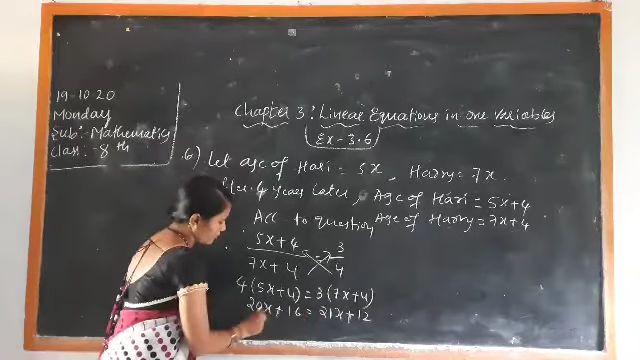 19-10-20
Monday
Sub:-Mathematics
Class:-8th
Chapter 3: Linear Equations in one variables
Ex-3.6
6) Let age of Hari = 5x, Harry = 7x.
4 years later, Age of Hari = 5x+4
Age of Harry = 7x+4
Acc to question
5x+4/7x+4 = 3/4
4(5x+4) = 3(7x+4)
20x+16 = 21x+12